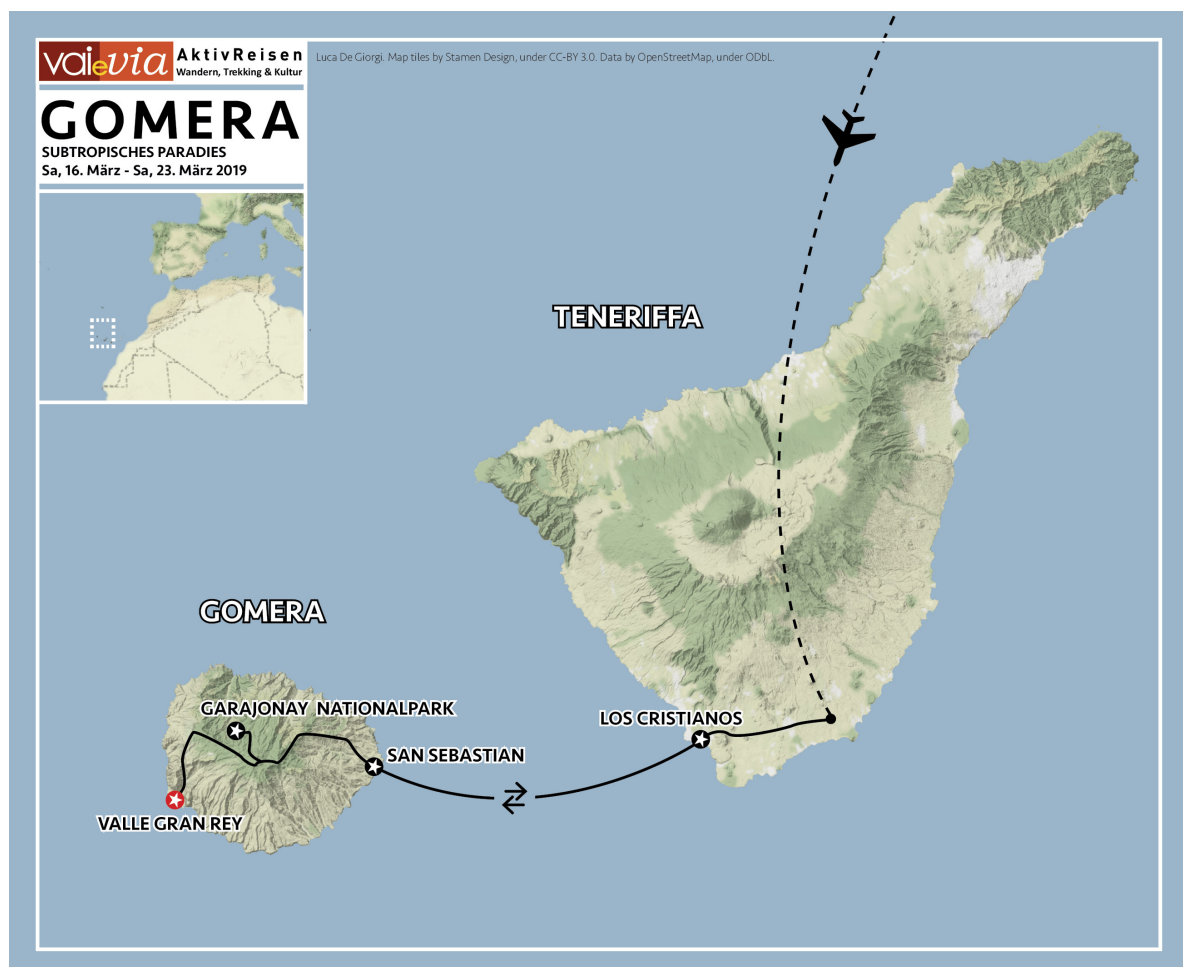 vai e via
AktivReisen
Wandern, Trekking & Kultur
Luca De Giorgi. Map tiles by Stamen Design, under CC-BY 3.0. Data by OpenStreetMap, under ODbL.
GOMERA
SUBTROPISCHES PARADIES
Sa, 16. März - Sa, 23. März 2019
TENERIFFA
GOMERA
GARAJONAY NATIONALPARK
LOS CRISTIANOS
SAN SEBASTIAN
VALLE GRAN REY